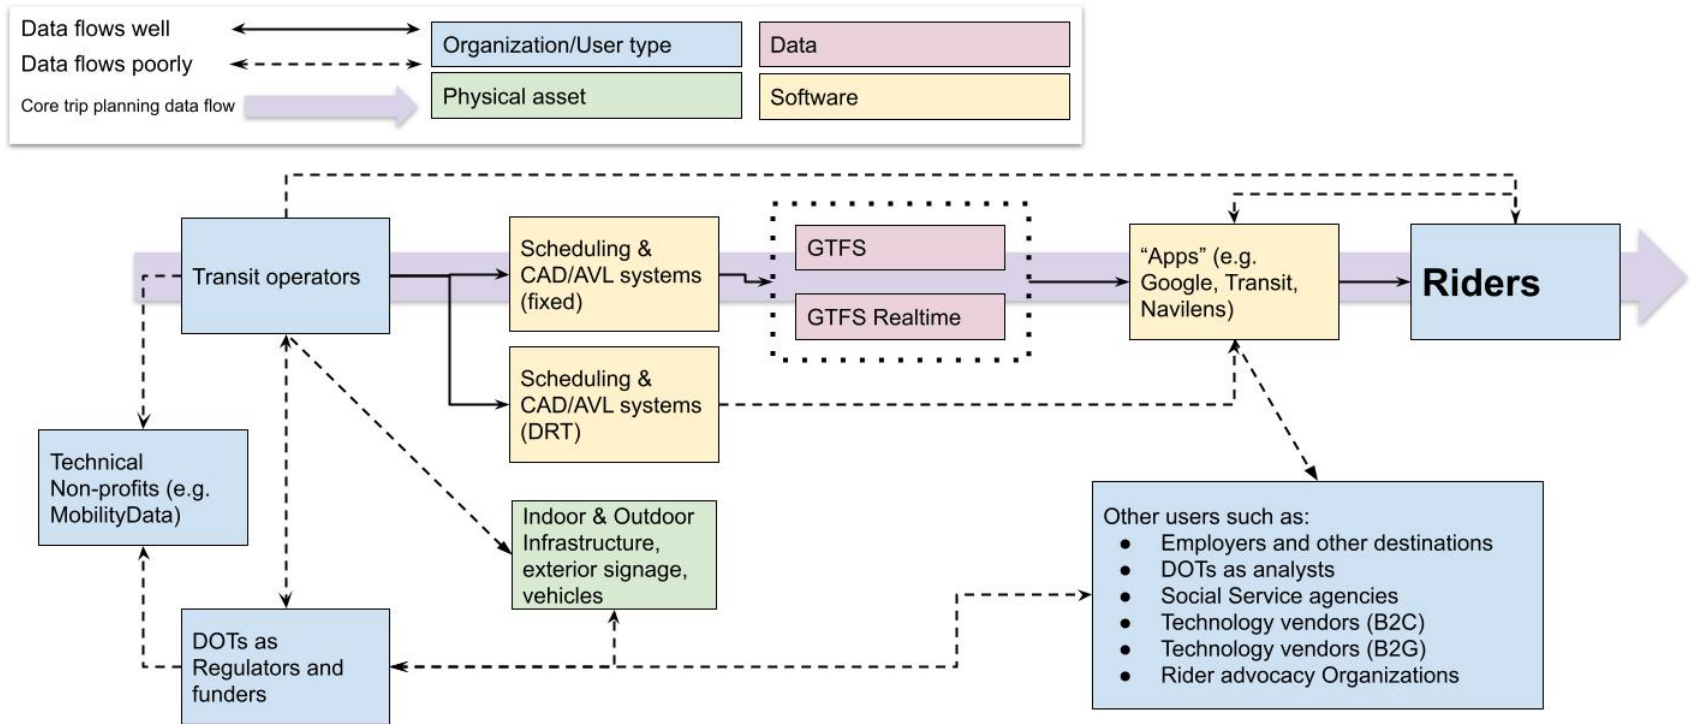 Data flows well
Data flows poorly
Core trip planning data flow
Organization/User type
Data
Physical asset
Software
Transit operators
Scheduling &
CAD/AVL systems
(fixed)
GTFS
GTFS Realtime
“Apps” (e.g.
Google, Transit,
Navilens)
Riders
Scheduling &
CAD/AVL systems
(DRT)
Technical
Non-profits (e.g.
MobilityData)
Indoor & Outdoor
Infrastructure,
exterior signage,
vehicles
DOTs as
Regulators and
funders
Other users such as:
● Employers and other destinations
● DOTs as analysts
● Social Service agencies
● Technology vendors (B2C)
● Technology vendors (B2G)
● Rider advocacy Organizations